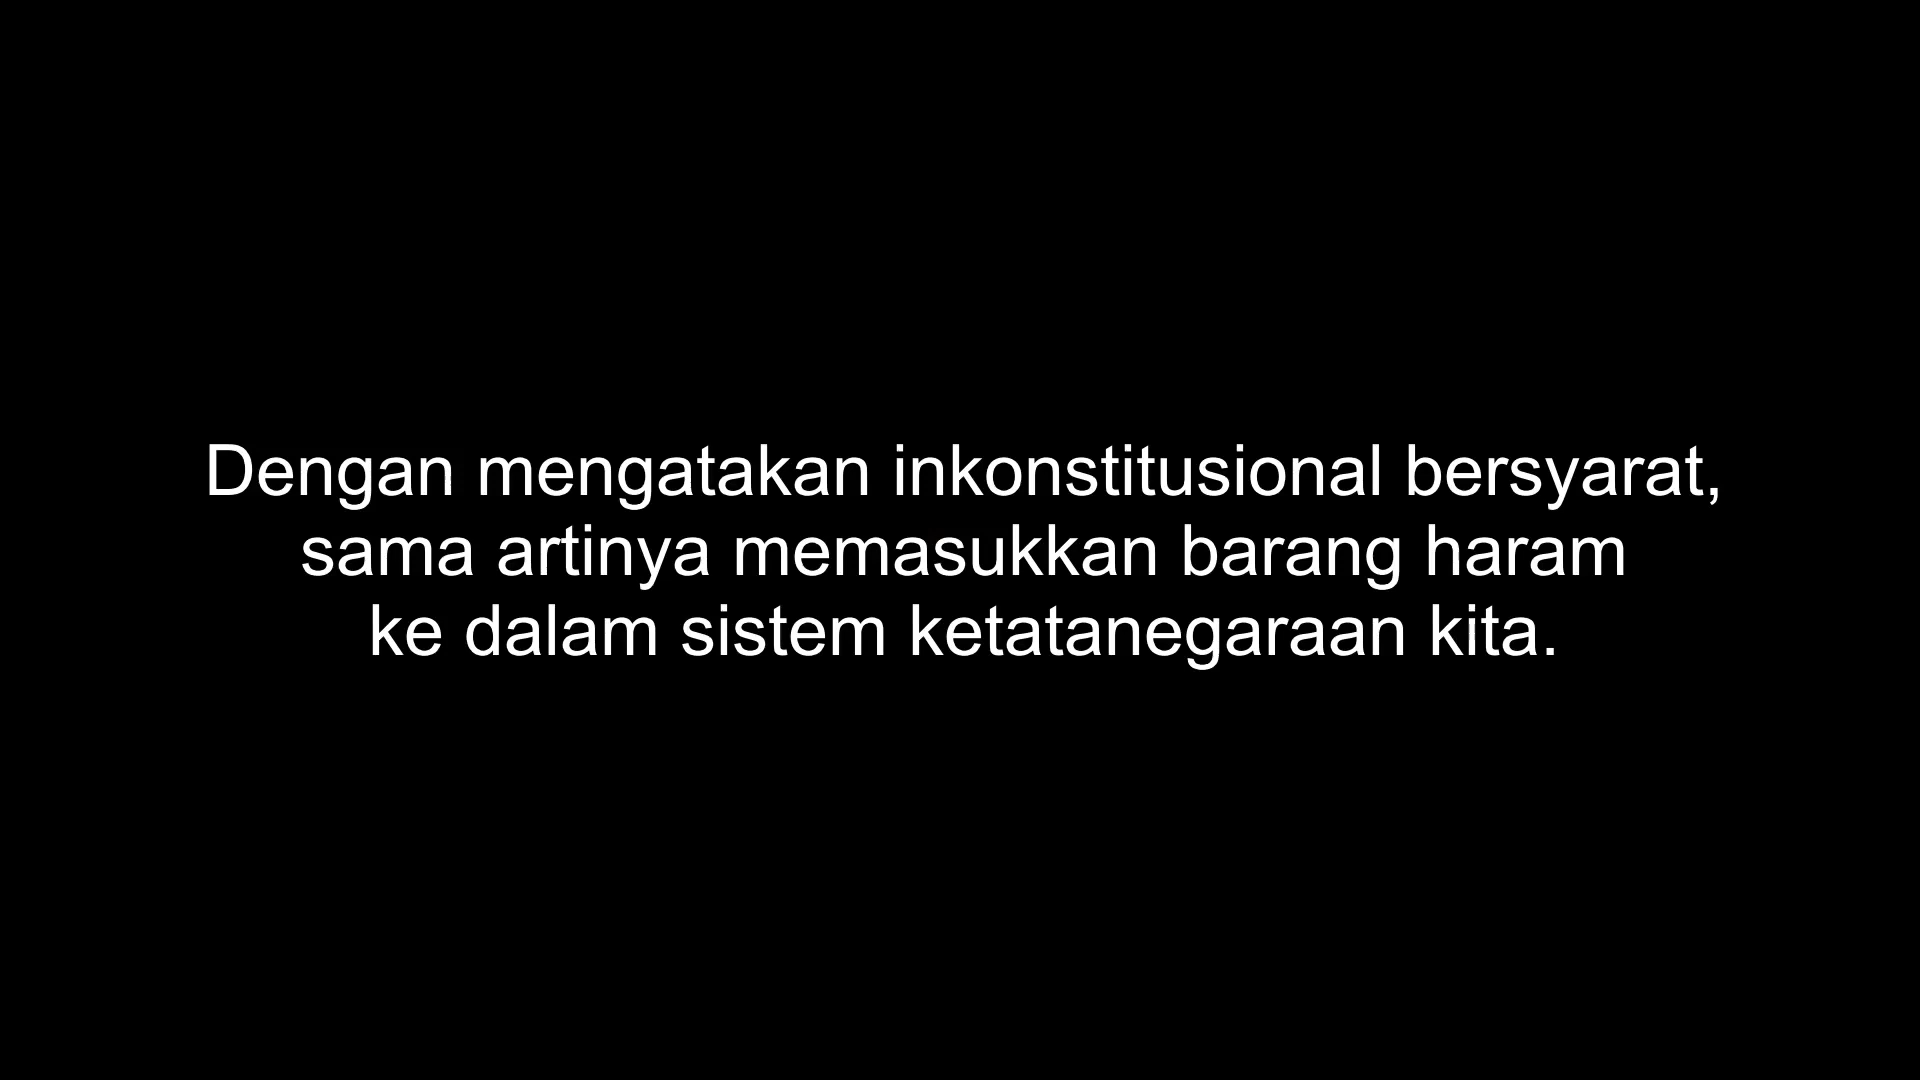 Dengan mengatakan inkonstitusional bersyarat,
sama artinya memasukkan barang haram
ke dalam sistem ketatanegaraan kita.